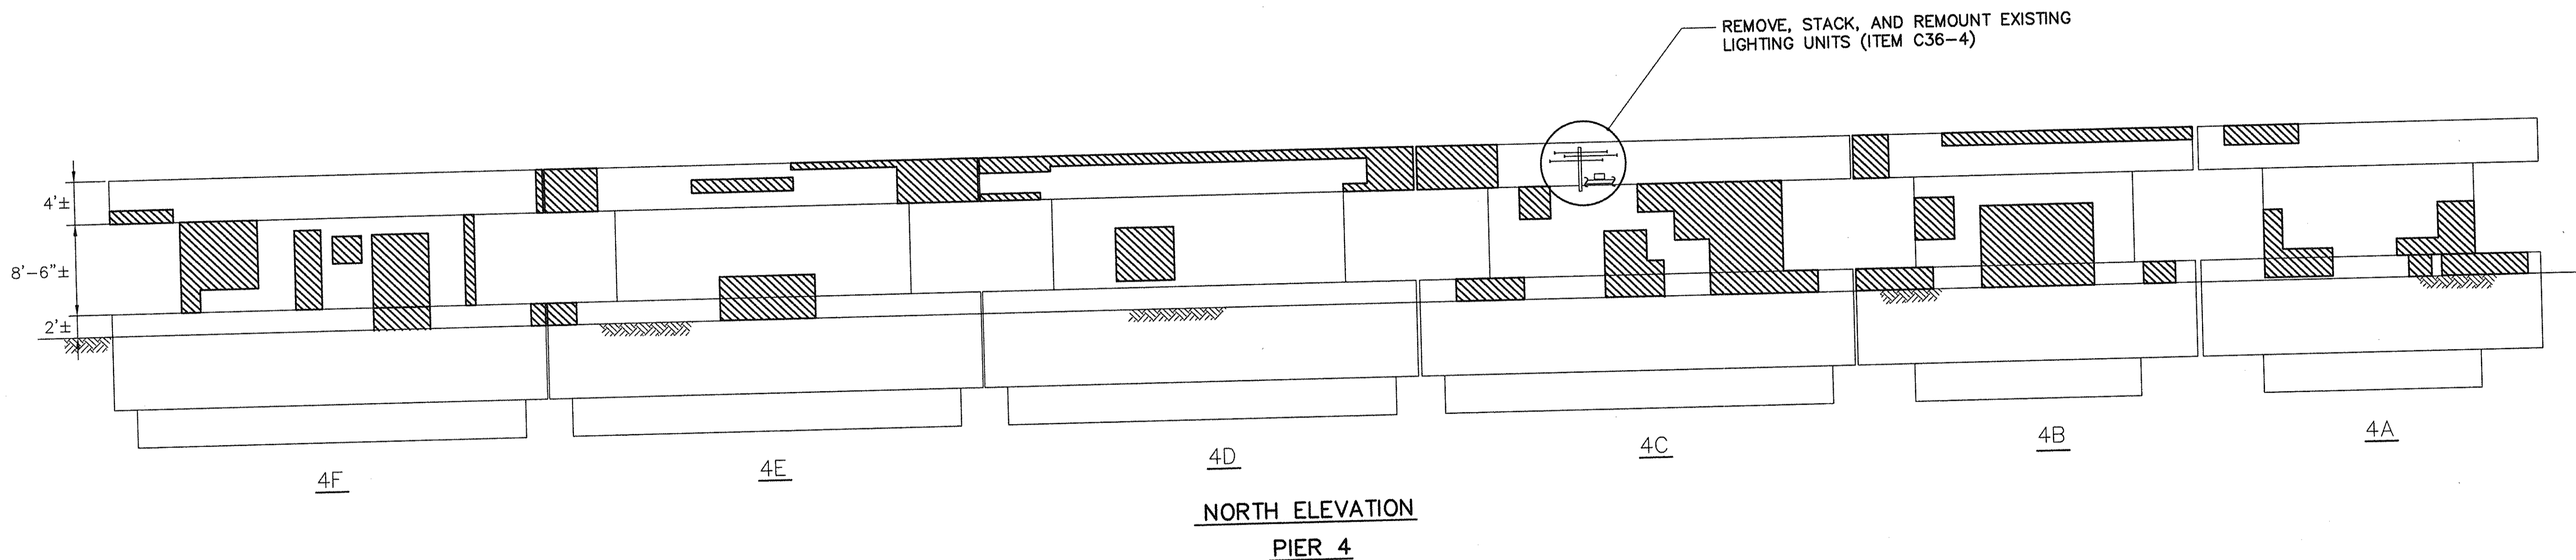 REMOVE, STACK, AND REMOUNT EXISTING
LIGHTING UNITS (ITEM C36-4)
4'±
8'-6"±
2'±
4F
4E
4D
4C
4B
4A
NORTH ELEVATION
PIER 4